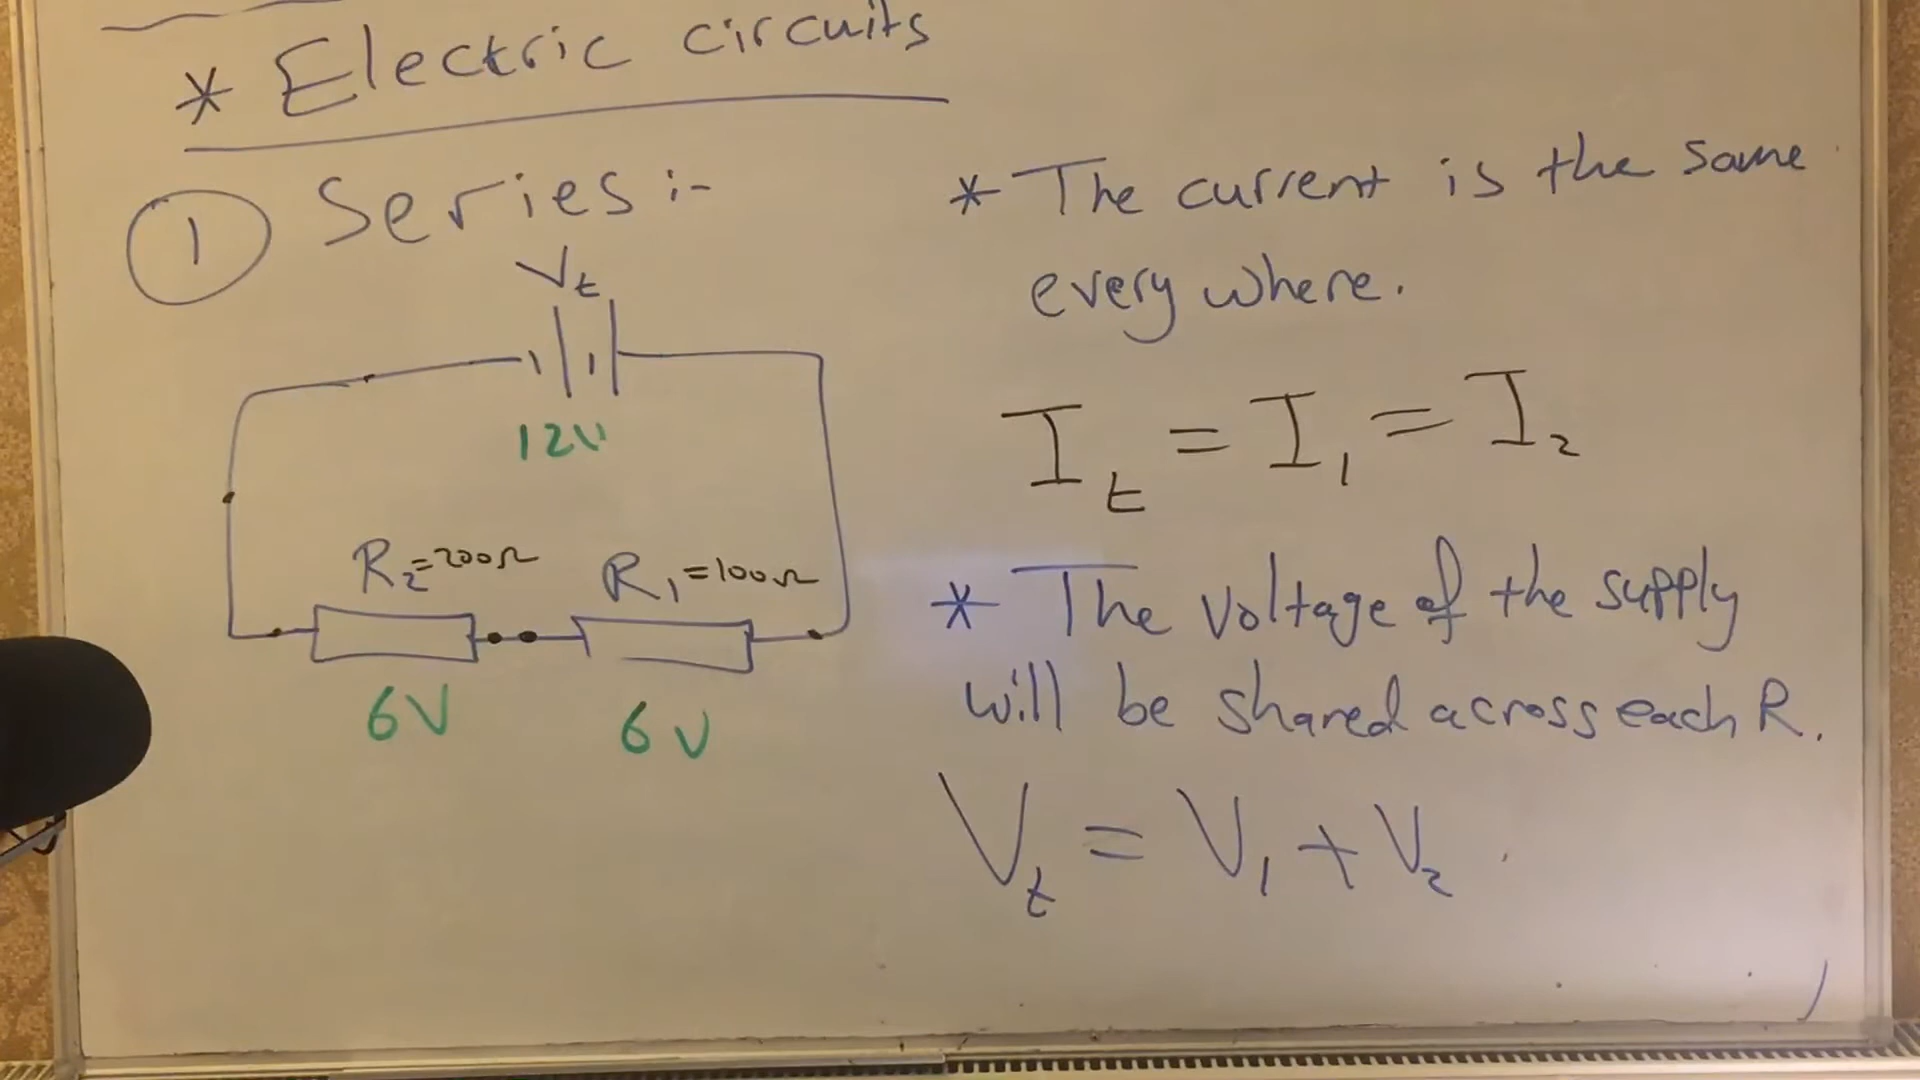 * Electric circuits
① Series :-
Vt
12V
R2=200Ω
R1=100Ω
6V
6V
* The current is the same
every where.
It = I1 = I2
* The voltage of the supply
will be shared across each R.
Vt = V1 + V2